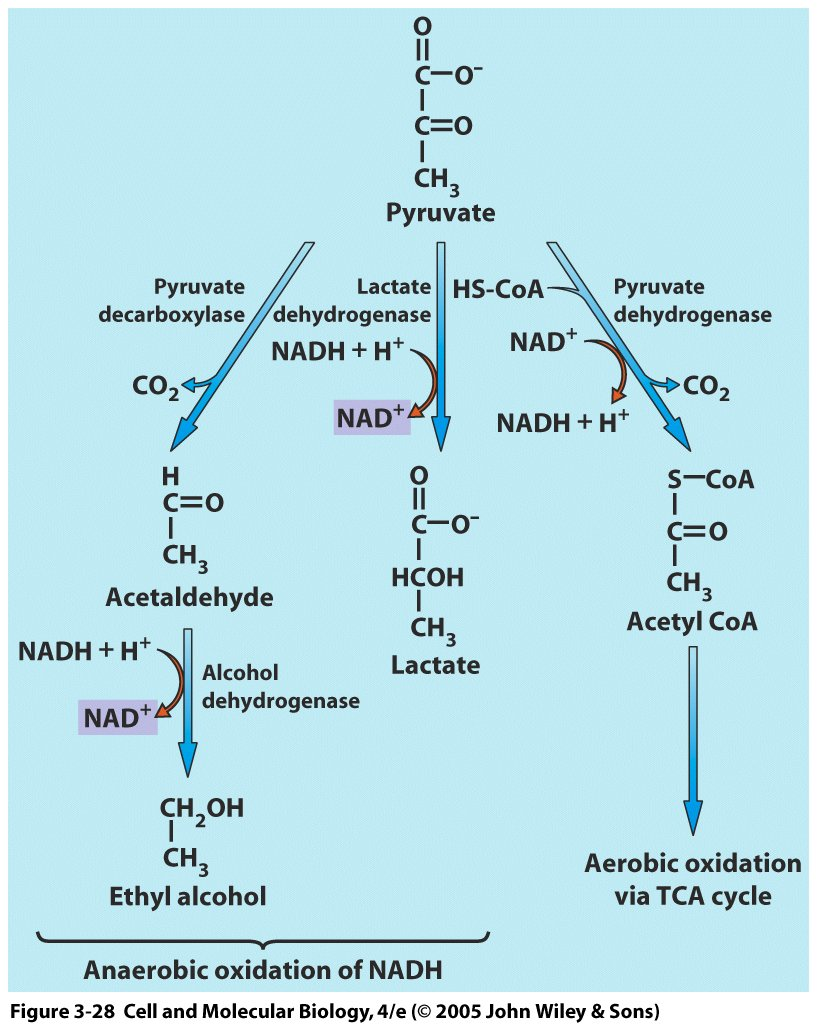 O
C—O⁻
C=O
CH₃
Pyruvate
Pyruvate
decarboxylase
Lactate
dehydrogenase
HS-CoA
Pyruvate
dehydrogenase
NADH + H⁺
NAD⁺
CO₂
NAD⁺
NADH + H⁺
CO₂
H
C=O
CH₃
Acetaldehyde
O
C—O⁻
HCOH
CH₃
Lactate
S—CoA
C=O
CH₃
Acetyl CoA
NADH + H⁺
NAD⁺
Alcohol
dehydrogenase
CH₂OH
CH₃
Ethyl alcohol
Aerobic oxidation
via TCA cycle
Anaerobic oxidation of NADH
Figure 3-28 Cell and Molecular Biology, 4/e (© 2005 John Wiley & Sons)